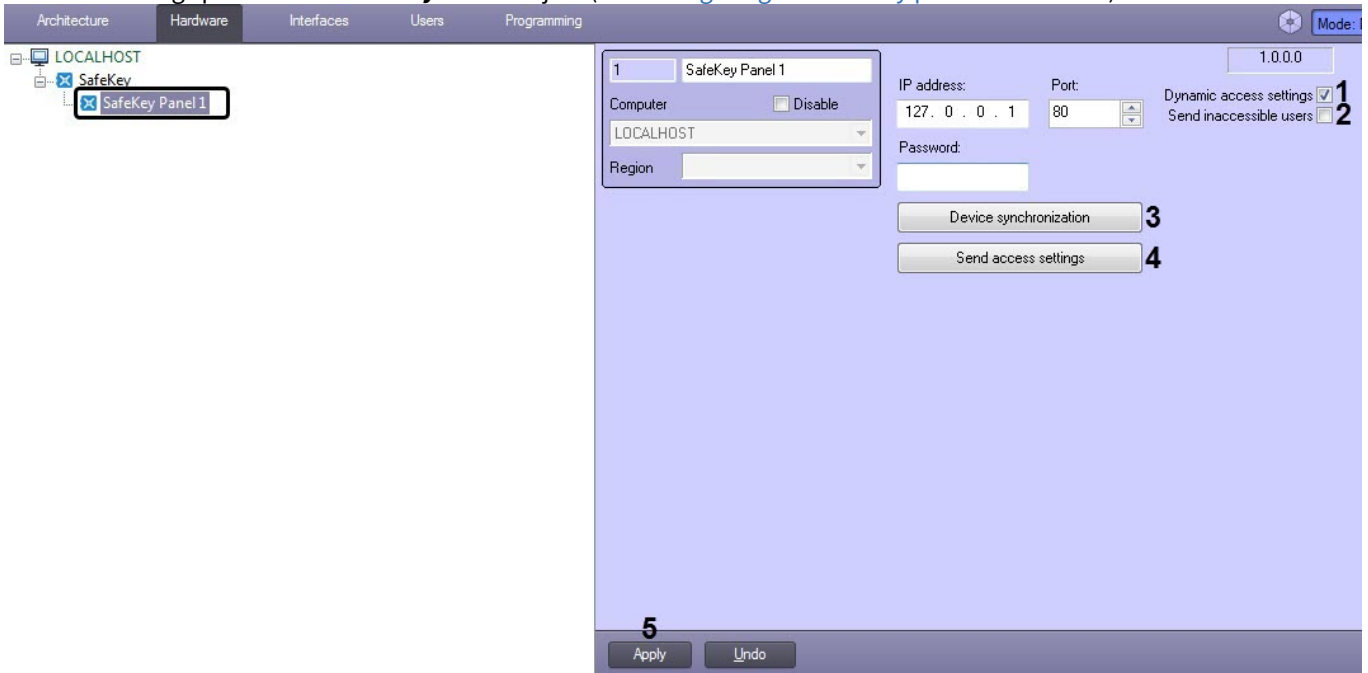 Architecture Hardware Interfaces Users Programming
LOCALHOST
SafeKey
SafeKey Panel 1
1 SafeKey Panel 1
Computer Disable
LOCALHOST
Region
IP address: Port:
127. 0 . 0 . 1 80
Password:
1.0.0.0
Dynamic access settings 1
Send inaccessible users 2
Device synchronization 3
Send access settings 4
5
Apply Undo
Mode: